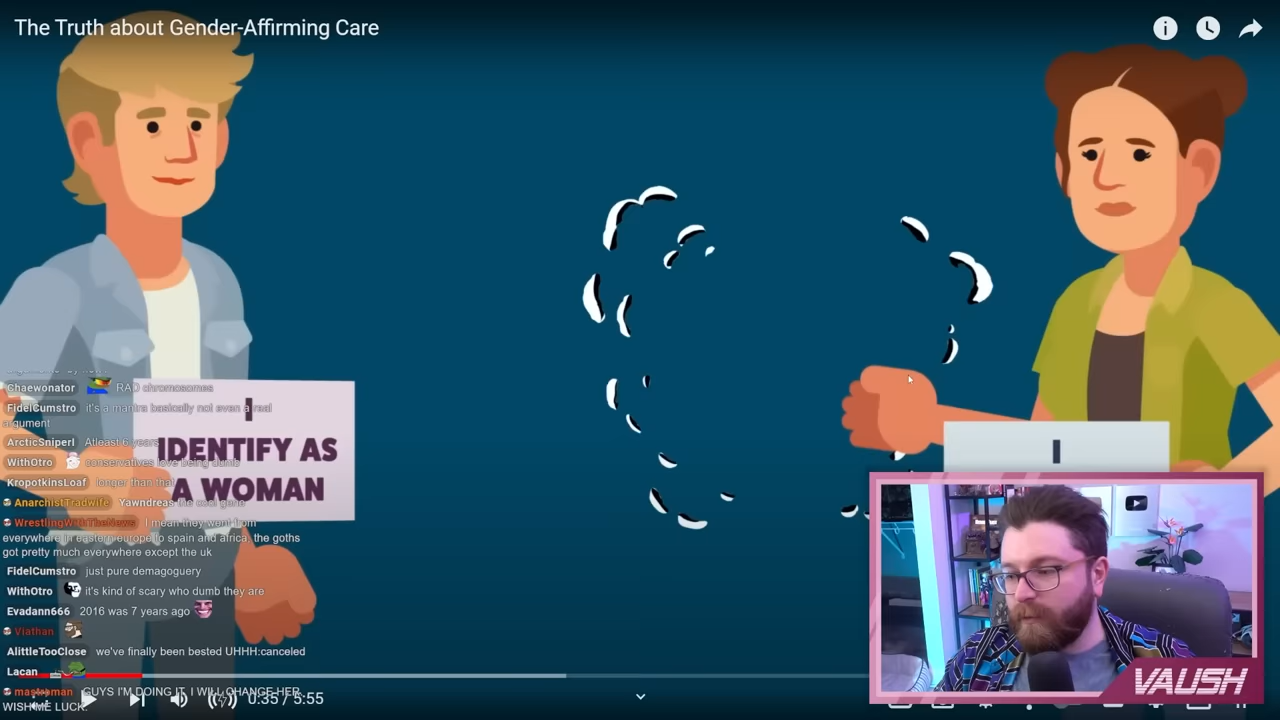 The Truth about Gender-Affirming Care
Chaewonator RAD chromosomes
FidelCumstro it's a mantra basically not even a real
argument
ArcticSniperI Atleast 6 years
WithOtro conservatives love being dumb
KropotkinsLoaf longer than that
AnarchistTradwife Yawndreas the cool gene
WrestlingWithTheNews I mean they went from
everywhere in eastern europe to spain and africa, the goths
got pretty much everywhere except the uk
FidelCumstro just pure demagoguery
WithOtro it's kind of scary who dumb they are
Evadann666 2016 was 7 years ago
Viathan
AlittleTooClose we've finally been bested UHHH:canceled
Lacan
GUYS I'M DOING IT, I WILL CHANGE HER
WISH ME LUCK.
I
IDENTIFY AS
A WOMAN
I
0:35 / 5:55
VAUSH